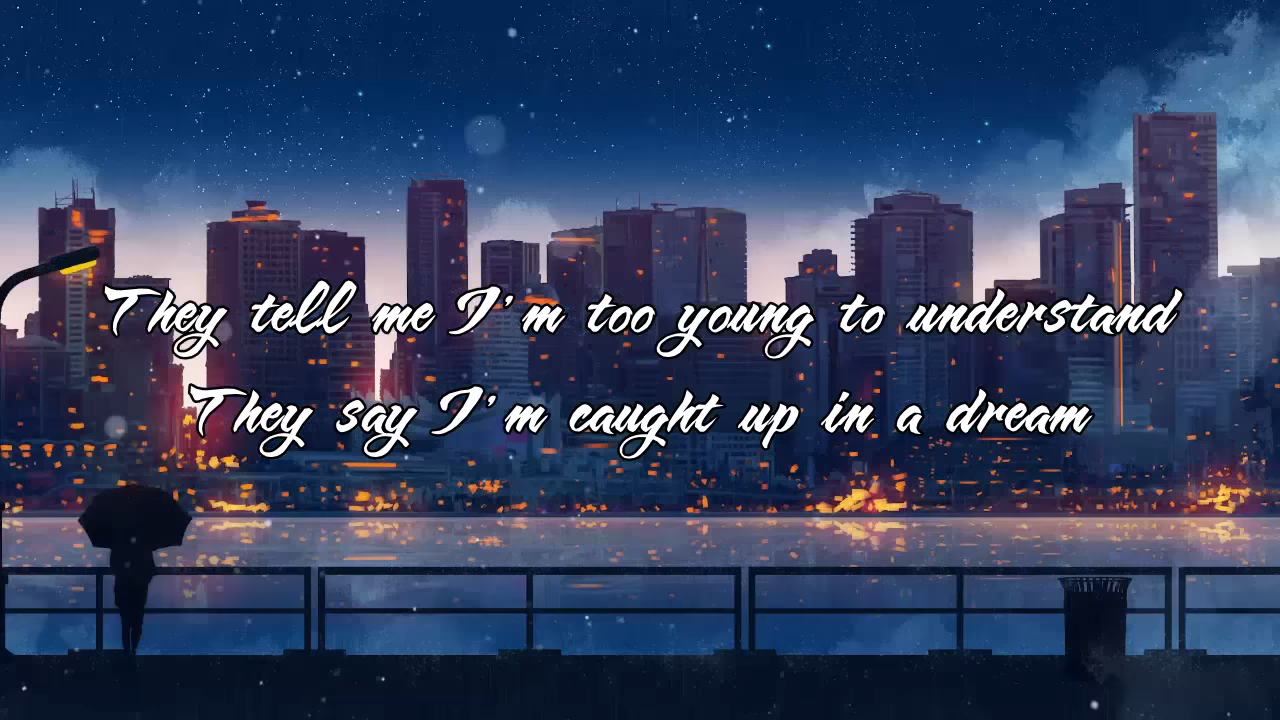 They tell me I'm too young to understand
They say I'm caught up in a dream